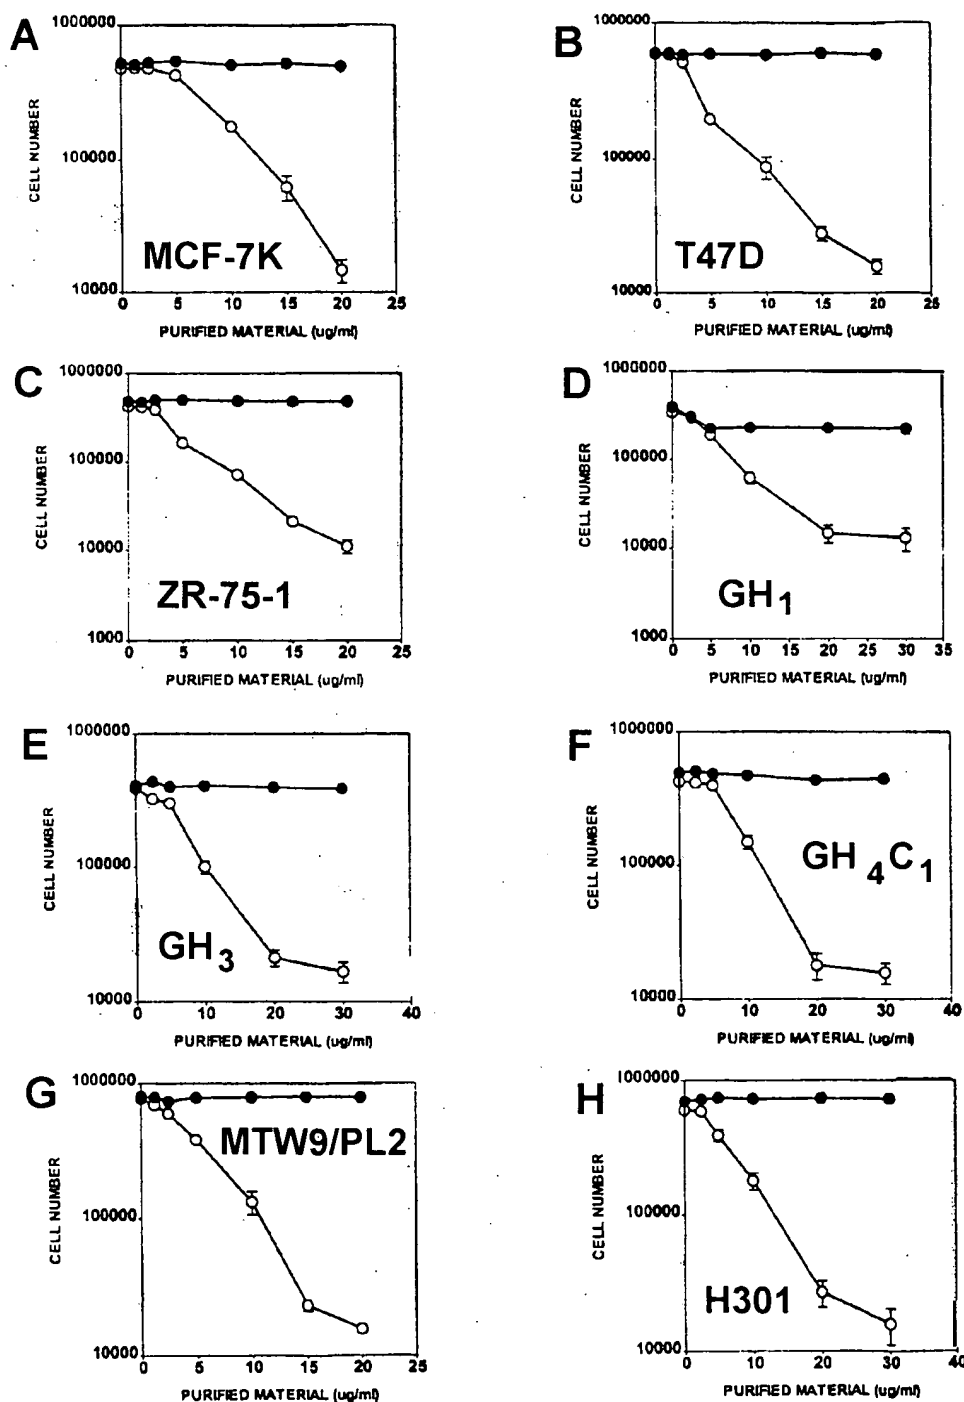 A
1000000
100000
10000
CELL NUMBER
MCF-7K
0 5 10 15 20 25
PURIFIED MATERIAL (ug/ml)
B
1000000
100000
10000
CELL NUMBER
T47D
0 5 10 15 20 25
PURIFIED MATERIAL (ug/ml)
C
1000000
100000
10000
1000
CELL NUMBER
ZR-75-1
0 5 10 15 20 25
PURIFIED MATERIAL (ug/ml)
D
1000000
100000
10000
1000
CELL NUMBER
GH1
0 5 10 15 20 25 30 35
PURIFIED MATERIAL (ug/ml)
E
1000000
100000
10000
CELL NUMBER
GH3
0 10 20 30 40
PURIFIED MATERIAL (ug/ml)
F
1000000
100000
10000
CELL NUMBER
GH4C1
0 10 20 30 40
PURIFIED MATERIAL (ug/ml)
G
1000000
100000
10000
CELL NUMBER
MTW9/PL2
0 5 10 15 20 25
PURIFIED MATERIAL (ug/ml)
H
1000000
100000
10000
CELL NUMBER
H301
0 10 20 30 40
PURIFIED MATERIAL (ug/ml)